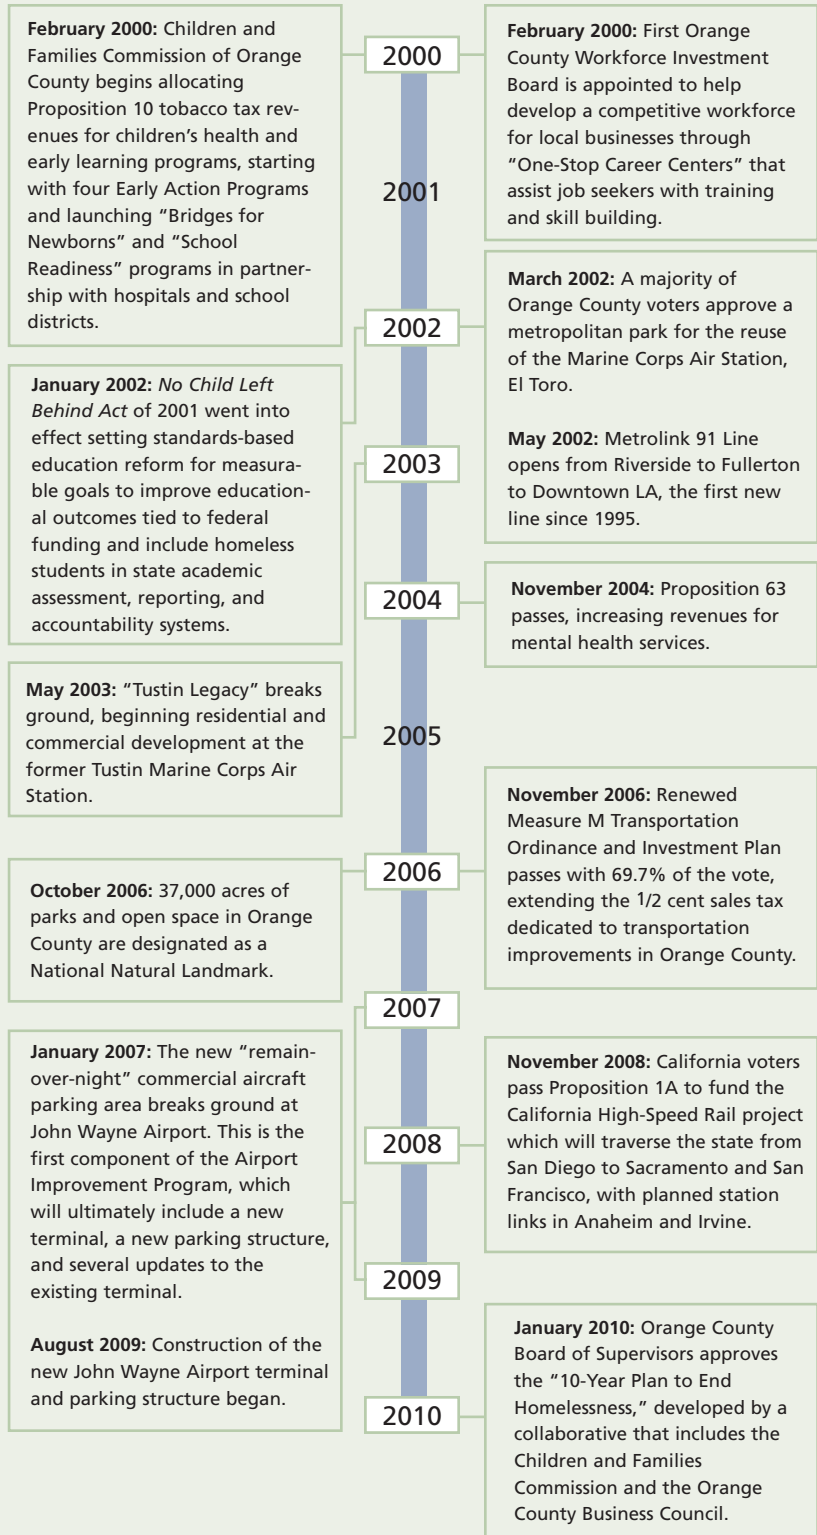 February 2000: Children and
Families Commission of Orange
County begins allocating
Proposition 10 tobacco tax rev-
enues for children's health and
early learning programs, starting
with four Early Action Programs
and launching "Bridges for
Newborns" and "School
Readiness" programs in partner-
ship with hospitals and school
districts.
2000
February 2000: First Orange
County Workforce Investment
Board is appointed to help
develop a competitive workforce
for local businesses through
"One-Stop Career Centers" that
assist job seekers with training
and skill building.
2001
2002
March 2002: A majority of
Orange County voters approve a
metropolitan park for the reuse
of the Marine Corps Air Station,
El Toro.
May 2002: Metrolink 91 Line
opens from Riverside to Fullerton
to Downtown LA, the first new
line since 1995.
January 2002: No Child Left
Behind Act of 2001 went into
effect setting standards-based
education reform for measura-
ble goals to improve education-
al outcomes tied to federal
funding and include homeless
students in state academic
assessment, reporting, and
accountability systems.
2003
2004
November 2004: Proposition 63
passes, increasing revenues for
mental health services.
May 2003: "Tustin Legacy" breaks
ground, beginning residential and
commercial development at the
former Tustin Marine Corps Air
Station.
2005
2006
November 2006: Renewed
Measure M Transportation
Ordinance and Investment Plan
passes with 69.7% of the vote,
extending the 1/2 cent sales tax
dedicated to transportation
improvements in Orange County.
October 2006: 37,000 acres of
parks and open space in Orange
County are designated as a
National Natural Landmark.
2007
January 2007: The new "remain-
over-night" commercial aircraft
parking area breaks ground at
John Wayne Airport. This is the
first component of the Airport
Improvement Program, which
will ultimately include a new
terminal, a new parking structure,
and several updates to the
existing terminal.
August 2009: Construction of the
new John Wayne Airport terminal
and parking structure began.
2008
November 2008: California voters
pass Proposition 1A to fund the
California High-Speed Rail project
which will traverse the state from
San Diego to Sacramento and San
Francisco, with planned station
links in Anaheim and Irvine.
2009
2010
January 2010: Orange County
Board of Supervisors approves
the "10-Year Plan to End
Homelessness," developed by a
collaborative that includes the
Children and Families
Commission and the Orange
County Business Council.